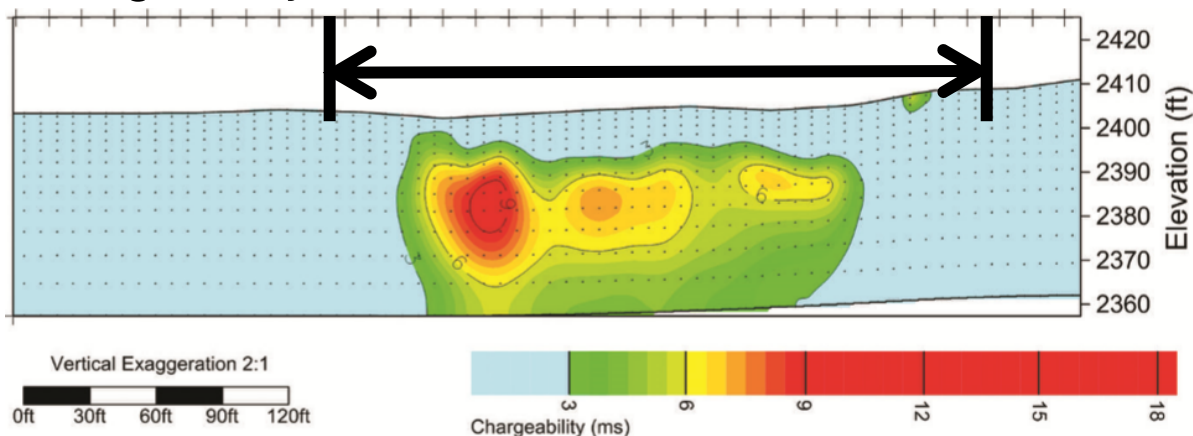 2420
2410
2400
2390
2380
2370
2360
Elevation (ft)
3
9
6
6
3
Vertical Exaggeration 2:1
0ft 30ft 60ft 90ft 120ft
3 6 9 12 15 18
Chargeability (ms)